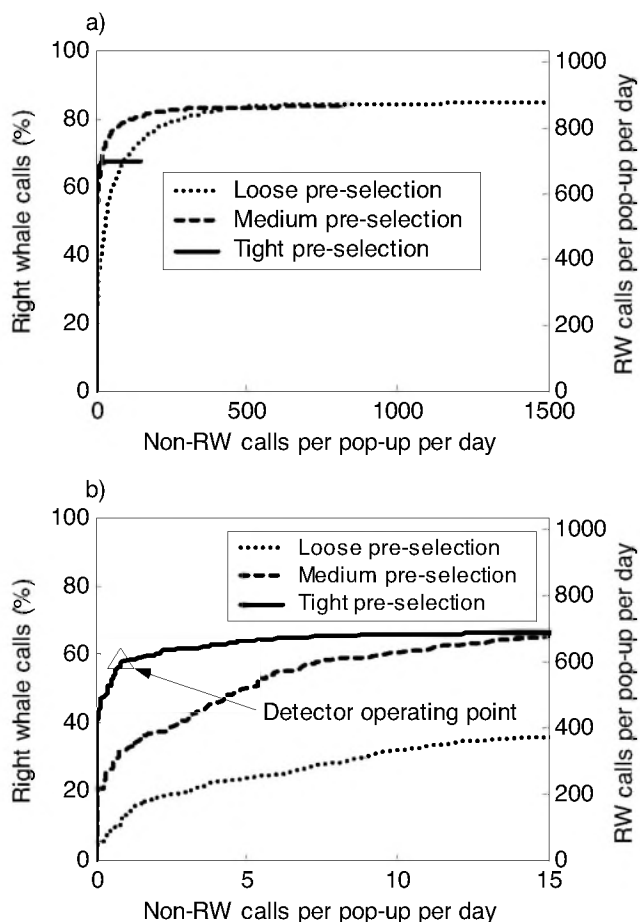 a)
100
80
60
40
20
0
Right whale calls (%)
1000
800
600
400
200
0
RW calls per pop-up per day
Loose pre-selection
Medium pre-selection
Tight pre-selection
0 500 1000 1500
Non-RW calls per pop-up per day
b)
100
80
60
40
20
0
Right whale calls (%)
1000
800
600
400
200
0
RW calls per pop-up per day
Loose pre-selection
Medium pre-selection
Tight pre-selection
Detector operating point
0 5 10 15
Non-RW calls per pop-up per day